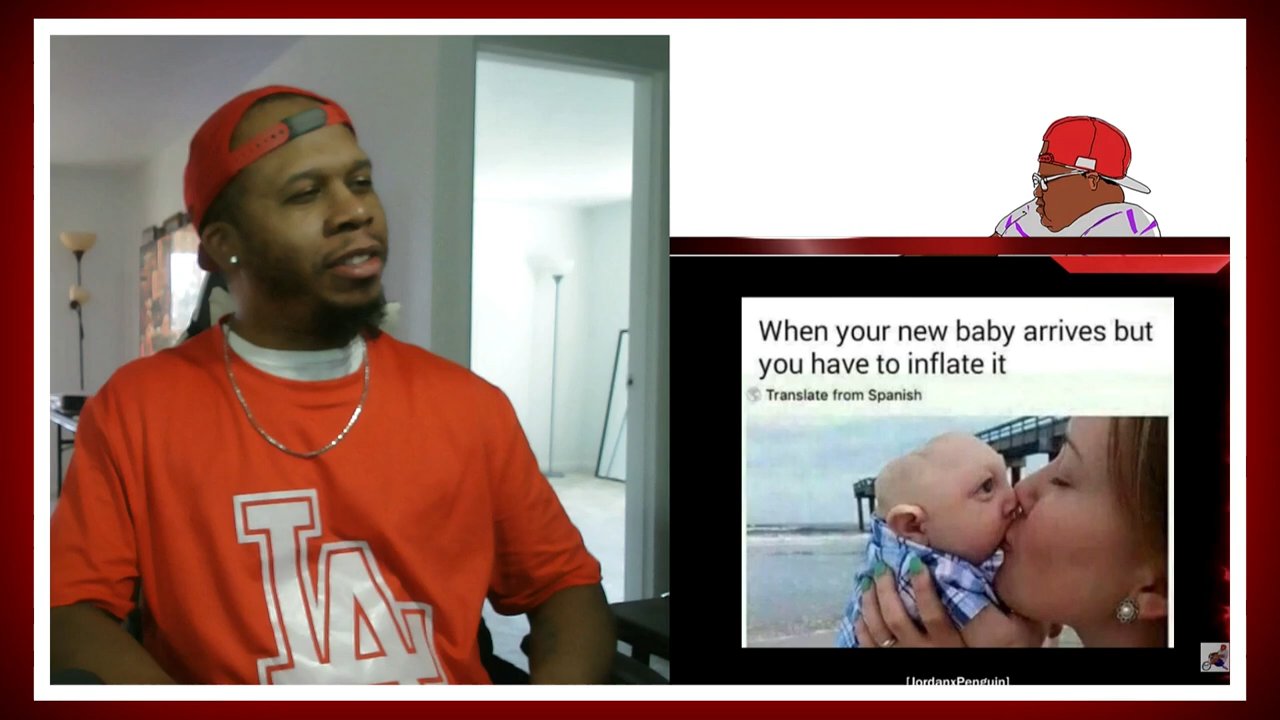 LA
When your new baby arrives but
you have to inflate it
Translate from Spanish
[JordanxPenguin]